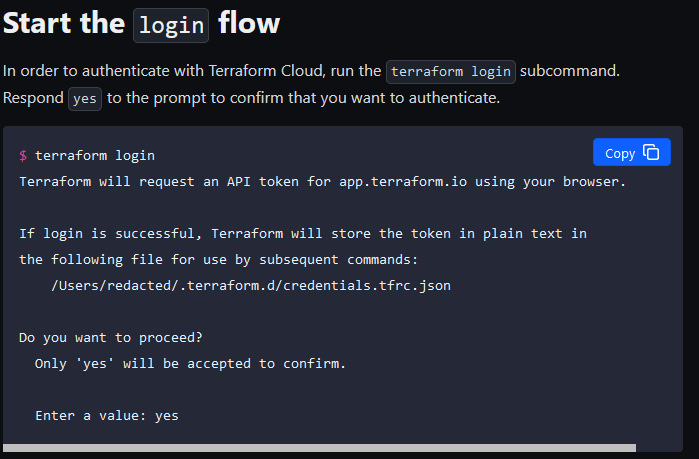 Start the login flow
In order to authenticate with Terraform Cloud, run the terraform login subcommand.
Respond yes to the prompt to confirm that you want to authenticate.
Copy
$ terraform login
Terraform will request an API token for app.terraform.io using your browser.
If login is successful, Terraform will store the token in plain text in
the following file for use by subsequent commands:
/Users/redacted/.terraform.d/credentials.tfrc.json
Do you want to proceed?
Only 'yes' will be accepted to confirm.
Enter a value: yes